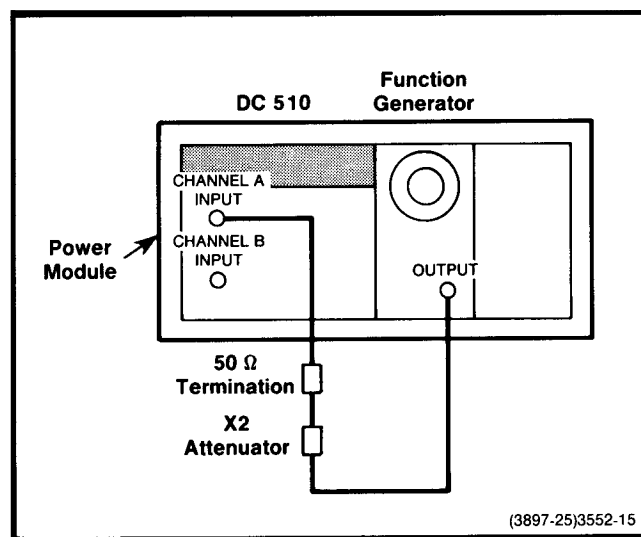 DC 510
Function
Generator
CHANNEL A
INPUT
CHANNEL B
INPUT
OUTPUT
Power
Module
50 Ω
Termination
X2
Attenuator
(3897-25)3552-15